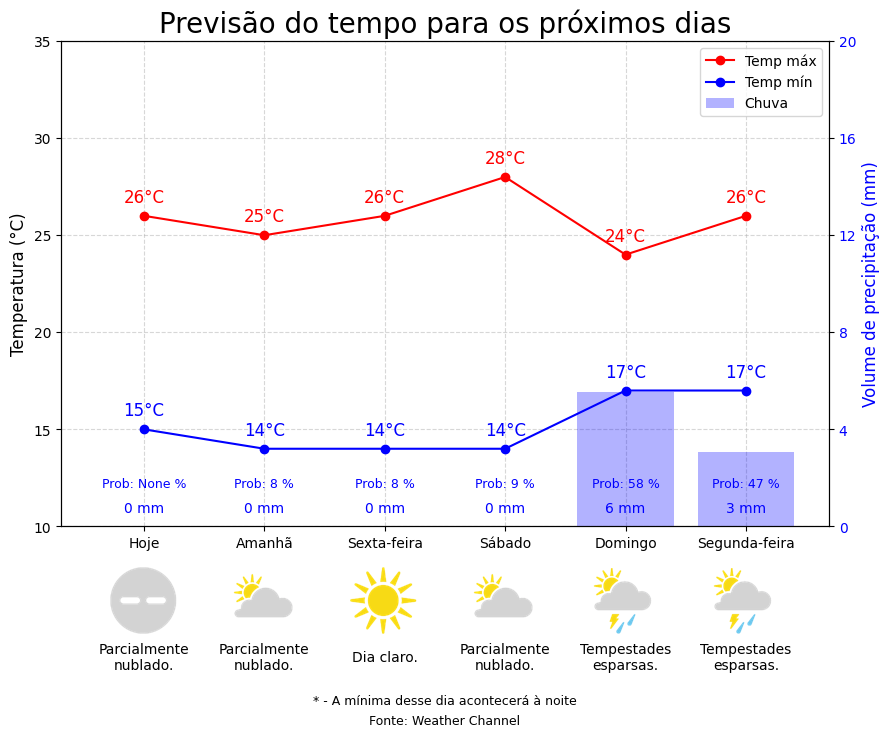 Previsão do tempo para os próximos dias
35
30
25
20
15
10
Temperatura (°C)
20
16
12
8
4
0
Volume de precipitação (mm)
Temp máx
Temp mín
Chuva
26°C
25°C
26°C
28°C
24°C
26°C
15°C
14°C
14°C
14°C
17°C
17°C
Prob: None %
Prob: 8 %
Prob: 8 %
Prob: 9 %
Prob: 58 %
Prob: 47 %
0 mm
0 mm
0 mm
0 mm
6 mm
3 mm
Hoje
Amanhã
Sexta-feira
Sábado
Domingo
Segunda-feira
Parcialmente
nublado.
Parcialmente
nublado.
Dia claro.
Parcialmente
nublado.
Tempestades
esparsas.
Tempestades
esparsas.
* - A mínima desse dia acontecerá à noite
Fonte: Weather Channel